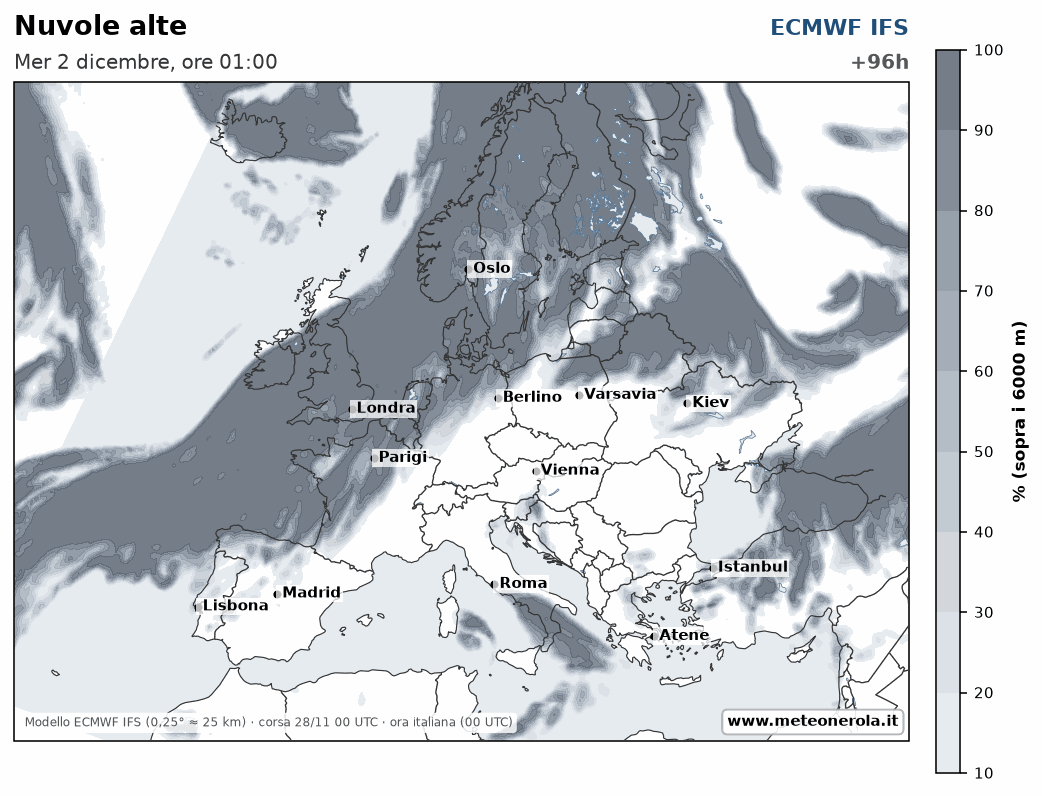 Nuvole alte
ECMWF IFS
Mer 2 dicembre, ore 01:00
+96h
100
90
80
70
60
50
40
30
20
10
% (sopra i 6000 m)
Oslo
Berlino
Varsavia
Londra
Kiev
Parigi
Vienna
Istanbul
Roma
Madrid
Lisbona
Atene
Modello ECMWF IFS (0,25° ≈ 25 km) · corsa 28/11 00 UTC · ora italiana (00 UTC)
www.meteonerola.it